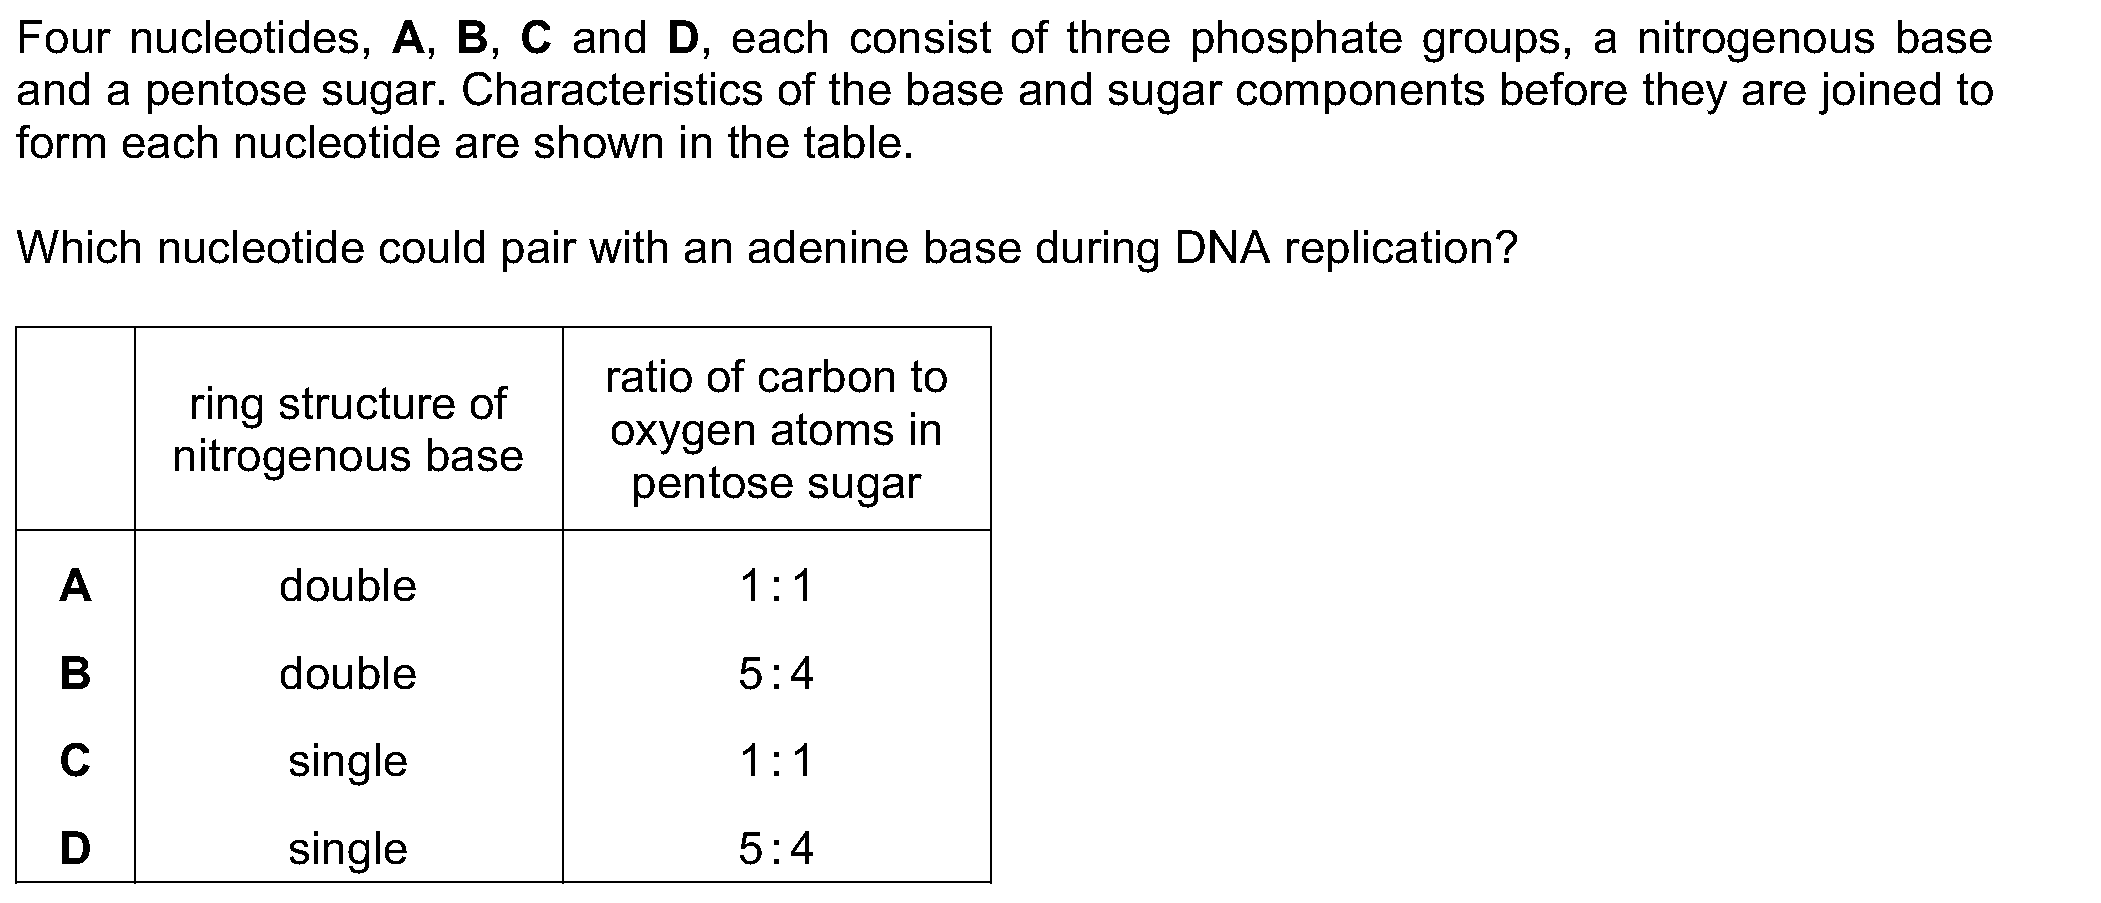 Four nucleotides, A, B, C and D, each consist of three phosphate groups, a nitrogenous base
and a pentose sugar. Characteristics of the base and sugar components before they are joined to
form each nucleotide are shown in the table.
Which nucleotide could pair with an adenine base during DNA replication?
ring structure of
nitrogenous base
ratio of carbon to
oxygen atoms in
pentose sugar
A double 1:1
B double 5:4
C single 1:1
D single 5:4